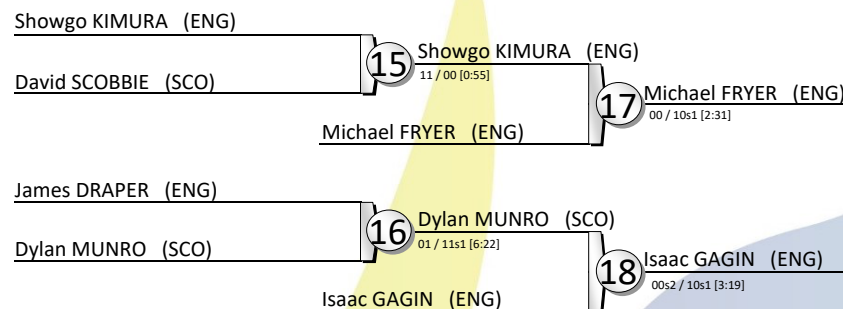 Showgo KIMURA (ENG)
David SCOBBIE (SCO)
15
Showgo KIMURA (ENG)
11 / 00 [0:55]
Michael FRYER (ENG)
17
Michael FRYER (ENG)
00 / 10s1 [2:31]
James DRAPER (ENG)
Dylan MUNRO (SCO)
16
Dylan MUNRO (SCO)
01 / 11s1 [6:22]
Isaac GAGIN (ENG)
18
Isaac GAGIN (ENG)
00s2 / 10s1 [3:19]